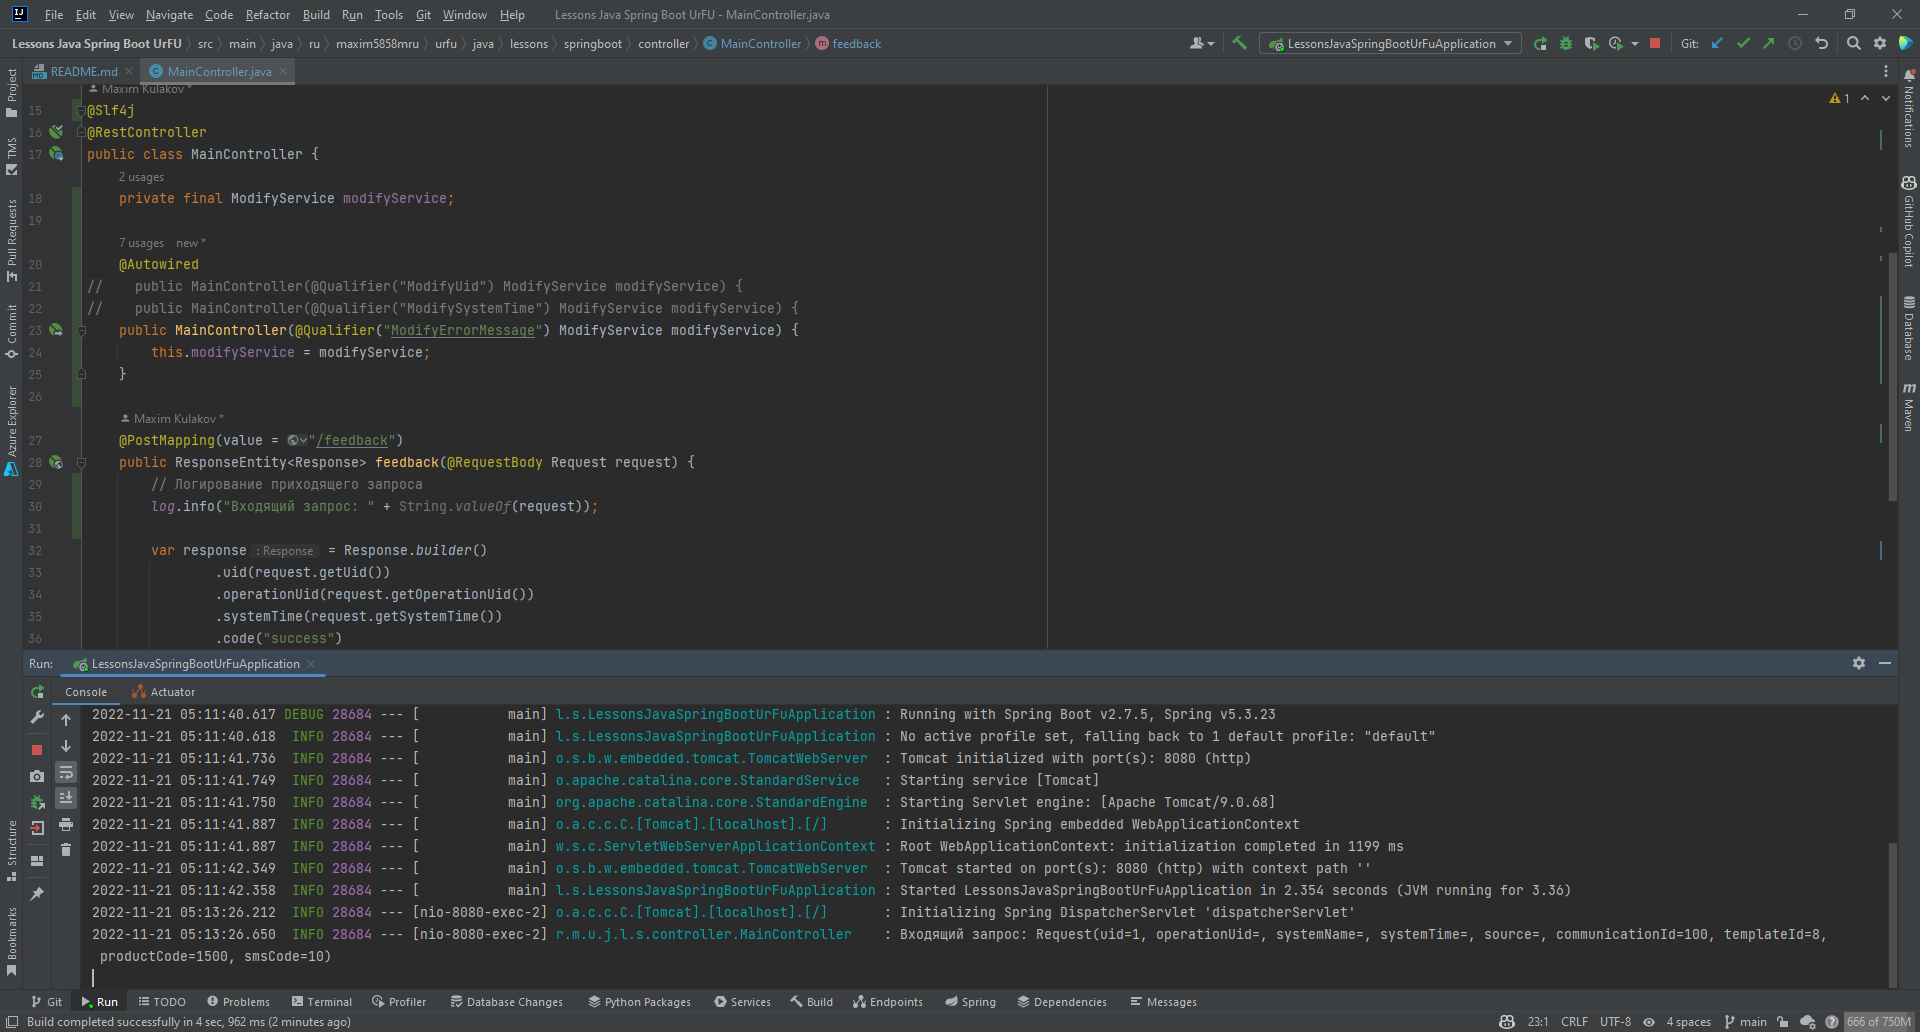 File Edit View Navigate Code Refactor Build Run Tools Git Window Help Lessons Java Spring Boot UrFU - MainController.java
Lessons Java Spring Boot UrFU src main java ru maxim5858mru urfu java lessons springboot controller MainController feedback LessonsJavaSpringBootUrFuApplication Git:
README.md MainController.java
Maxim Kulakov *
1
15 @Slf4j
16 @RestController
17 public class MainController {
2 usages
18 private final ModifyService modifyService;
19
7 usages new *
20 @Autowired
21 // public MainController(@Qualifier("ModifyUid") ModifyService modifyService) {
22 // public MainController(@Qualifier("ModifySystemTime") ModifyService modifyService) {
23 public MainController(@Qualifier("ModifyErrorMessage") ModifyService modifyService) {
24 this.modifyService = modifyService;
25 }
26
Maxim Kulakov *
27 @PostMapping(value = "/feedback")
28 public ResponseEntity<Response> feedback(@RequestBody Request request) {
29 // Логирование приходящего запроса
30 log.info("Входящий запрос: " + String.valueOf(request));
31
32 var response : Response = Response.builder()
33 .uid(request.getUid())
34 .operationUid(request.getOperationUid())
35 .systemTime(request.getSystemTime())
36 .code("success")
Project
TMS
Pull Requests
Commit
Azure Explorer
Structure
Bookmarks
Notifications
GitHub Copilot
Database
Maven
Run: LessonsJavaSpringBootUrFuApplication
Console Actuator
2022-11-21 05:11:40.617 DEBUG 28684 --- [ main] l.s.LessonsJavaSpringBootUrFuApplication : Running with Spring Boot v2.7.5, Spring v5.3.23
2022-11-21 05:11:40.618 INFO 28684 --- [ main] l.s.LessonsJavaSpringBootUrFuApplication : No active profile set, falling back to 1 default profile: "default"
2022-11-21 05:11:41.736 INFO 28684 --- [ main] o.s.b.w.embedded.tomcat.TomcatWebServer : Tomcat initialized with port(s): 8080 (http)
2022-11-21 05:11:41.749 INFO 28684 --- [ main] o.apache.catalina.core.StandardService : Starting service [Tomcat]
2022-11-21 05:11:41.750 INFO 28684 --- [ main] org.apache.catalina.core.StandardEngine : Starting Servlet engine: [Apache Tomcat/9.0.68]
2022-11-21 05:11:41.887 INFO 28684 --- [ main] o.a.c.c.C.[Tomcat].[localhost].[/] : Initializing Spring embedded WebApplicationContext
2022-11-21 05:11:41.887 INFO 28684 --- [ main] w.s.c.ServletWebServerApplicationContext : Root WebApplicationContext: initialization completed in 1199 ms
2022-11-21 05:11:42.349 INFO 28684 --- [ main] o.s.b.w.embedded.tomcat.TomcatWebServer : Tomcat started on port(s): 8080 (http) with context path ''
2022-11-21 05:11:42.358 INFO 28684 --- [ main] l.s.LessonsJavaSpringBootUrFuApplication : Started LessonsJavaSpringBootUrFuApplication in 2.354 seconds (JVM running for 3.36)
2022-11-21 05:13:26.212 INFO 28684 --- [nio-8080-exec-2] o.a.c.c.C.[Tomcat].[localhost].[/] : Initializing Spring DispatcherServlet 'dispatcherServlet'
2022-11-21 05:13:26.650 INFO 28684 --- [nio-8080-exec-2] r.m.u.j.l.s.controller.MainController : Входящий запрос: Request(uid=1, operationUid=, systemName=, systemTime=, source=, communicationId=100, templateId=8,
productCode=1500, smsCode=10)
Git Run TODO Problems Terminal Profiler Database Changes Python Packages Services Build Endpoints Spring Dependencies Messages
Build completed successfully in 4 sec, 962 ms (2 minutes ago) 23:1 CRLF UTF-8 4 spaces main 666 of 750M